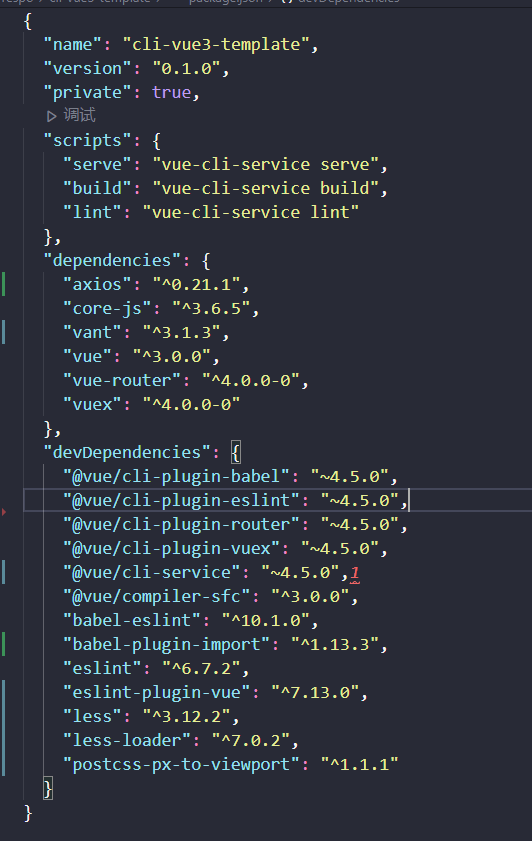 {
"name": "cli-vue3-template",
"version": "0.1.0",
"private": true,
调试
"scripts": {
"serve": "vue-cli-service serve",
"build": "vue-cli-service build",
"lint": "vue-cli-service lint"
},
"dependencies": {
"axios": "^0.21.1",
"core-js": "^3.6.5",
"vant": "^3.1.3",
"vue": "^3.0.0",
"vue-router": "^4.0.0-0",
"vuex": "^4.0.0-0"
},
"devDependencies": {
"@vue/cli-plugin-babel": "~4.5.0",
"@vue/cli-plugin-eslint": "~4.5.0",
"@vue/cli-plugin-router": "~4.5.0",
"@vue/cli-plugin-vuex": "~4.5.0",
"@vue/cli-service": "~4.5.0",1
"@vue/compiler-sfc": "^3.0.0",
"babel-eslint": "^10.1.0",
"babel-plugin-import": "^1.13.3",
"eslint": "^6.7.2",
"eslint-plugin-vue": "^7.13.0",
"less": "^3.12.2",
"less-loader": "^7.0.2",
"postcss-px-to-viewport": "^1.1.1"
}
}